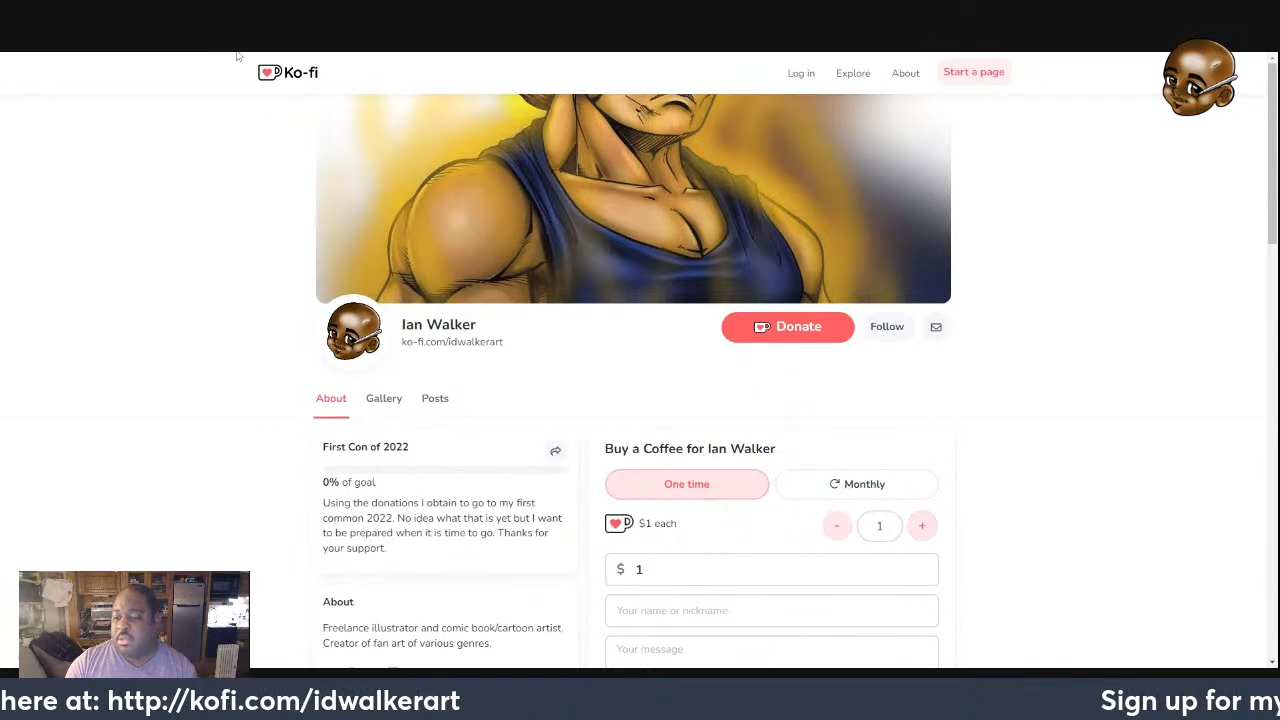 Ko-fi
Log in
Explore
About
Start a page
Ian Walker
ko-fi.com/idwalkerart
Donate
Follow
About
Gallery
Posts
First Con of 2022
0% of goal
Using the donations I obtain to go to my first
common 2022. No idea what that is yet but I want
to be prepared when it is time to go. Thanks for
your support.
About
Freelance illustrator and comic book/cartoon artist.
Creator of fan art of various genres.
Buy a Coffee for Ian Walker
One time
Monthly
$1 each
-
1
+
$ 1
Your name or nickname
Your message
here at: http://kofi.com/idwalkerart
Sign up for my